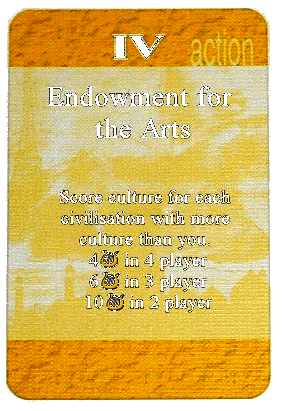 IV
action
Endowment for
the Arts
Score culture for each
civilisation with more
culture than you.
4 in 4 player
6 in 3 player
10 in 2 player